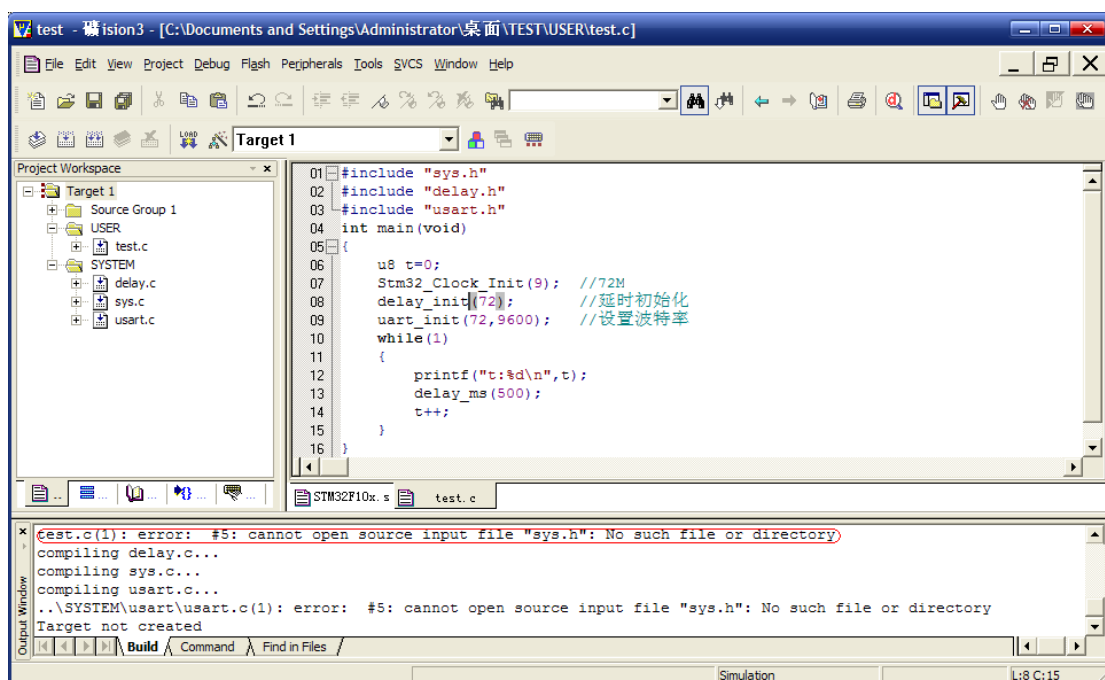 test - 礦ision3 - [C:\Documents and Settings\Administrator\桌面\TEST\USER\test.c]
File Edit View Project Debug Flash Peripherals Tools SVCS Window Help
LOAD Target 1
Project Workspace
Target 1
Source Group 1
USER
test.c
SYSTEM
delay.c
sys.c
usart.c
01 #include "sys.h"
02 #include "delay.h"
03 #include "usart.h"
04 int main(void)
05 {
06 u8 t=0;
07 Stm32_Clock_Init(9); //72M
08 delay_init(72); //延时初始化
09 uart_init(72,9600); //设置波特率
10 while(1)
11 {
12 printf("t:%d\n",t);
13 delay_ms(500);
14 t++;
15 }
16 }
STM32F10x.s test.c
test.c(1): error: #5: cannot open source input file "sys.h": No such file or directory
compiling delay.c...
compiling sys.c...
compiling usart.c...
..\SYSTEM\usart\usart.c(1): error: #5: cannot open source input file "sys.h": No such file or directory
Target not created
Output Window
Build Command Find in Files
Simulation L:8 C:15